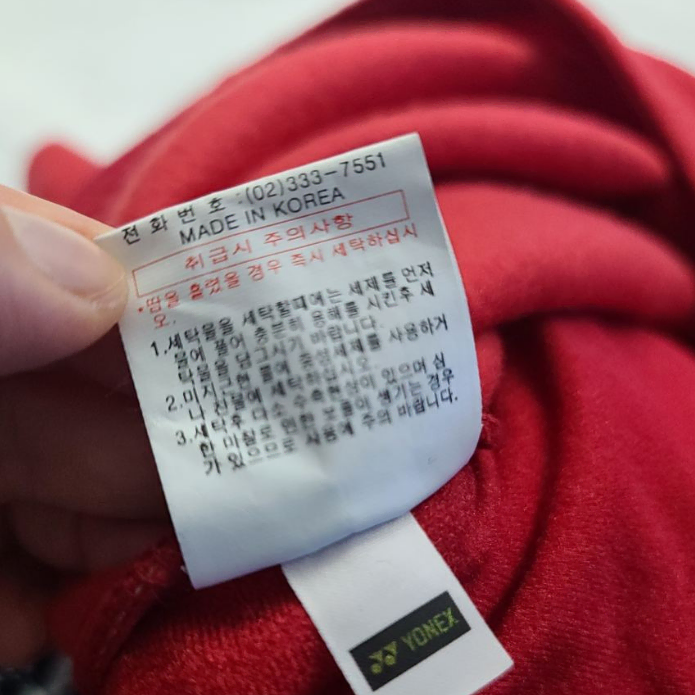 전 화 번 호 :(02)333-7551
MADE IN KOREA
취급시 주의사항
*땀을 흘렸을 경우 즉시 세탁하십시
오.
1.세탁물을 세탁할때에는 세제를 먼저
물에 풀어 충분히 용해를 시킨후 세
탁물을 담그시기 바랍니다.
2.미지근한 물에 중성세제를 사용하거
나 찬물에 세탁하십시오.
3.세탁후 다소 수축현상이 있으며 심
한 마찰로 인한 보풀이 생기는 경우
가 있으므로 사용에 주의 바랍니다.
YONEX